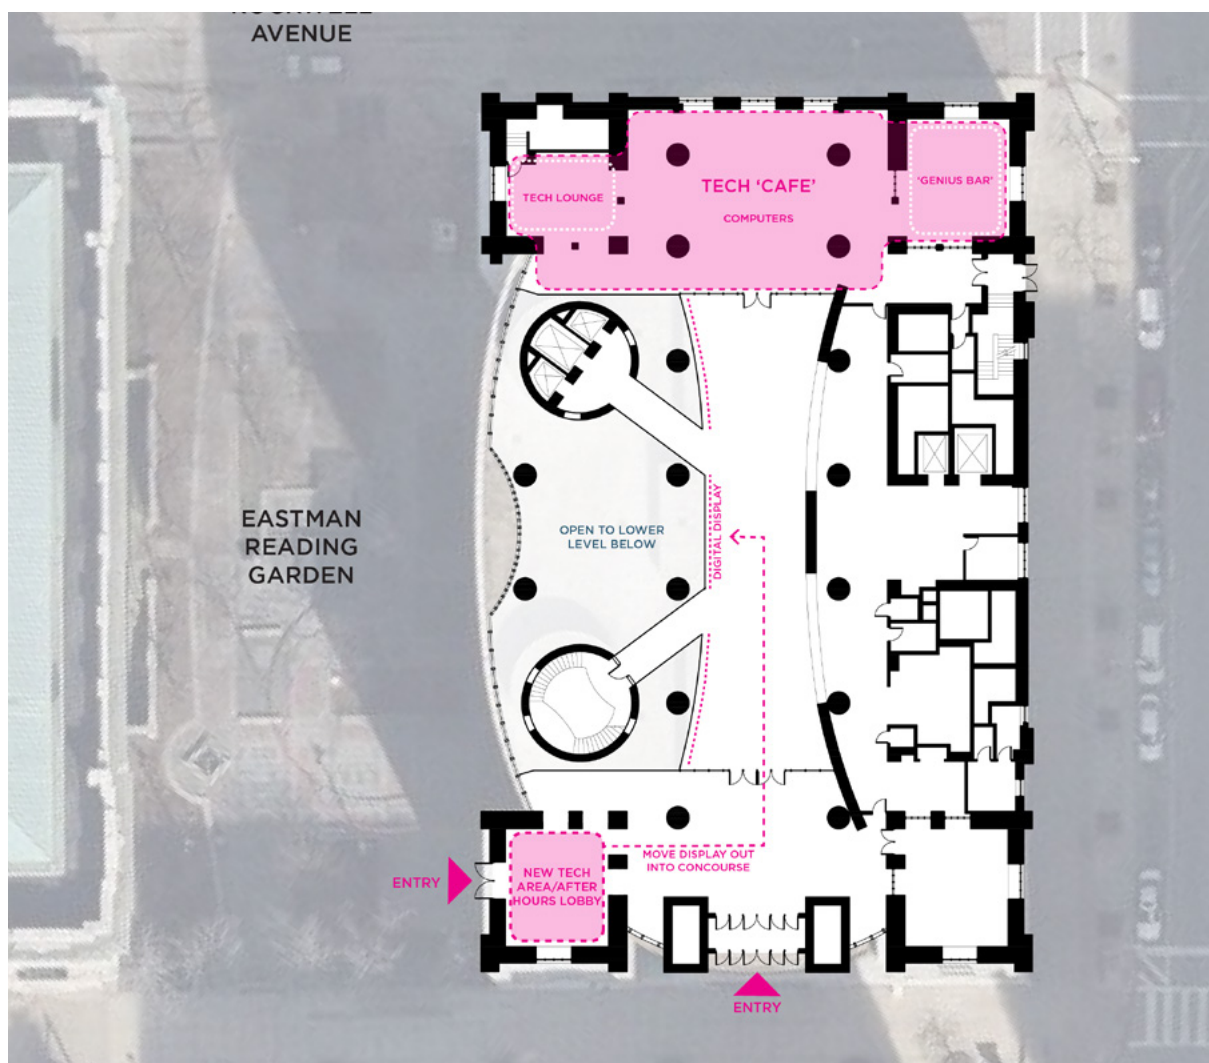 AVENUE
TECH LOUNGE
TECH ‘CAFE’
COMPUTERS
‘GENIUS BAR’
EASTMAN
READING
GARDEN
OPEN TO LOWER
LEVEL BELOW
DIGITAL DISPLAY
MOVE DISPLAY OUT
INTO CONCOURSE
ENTRY
NEW TECH
AREA/AFTER
HOURS LOBBY
ENTRY